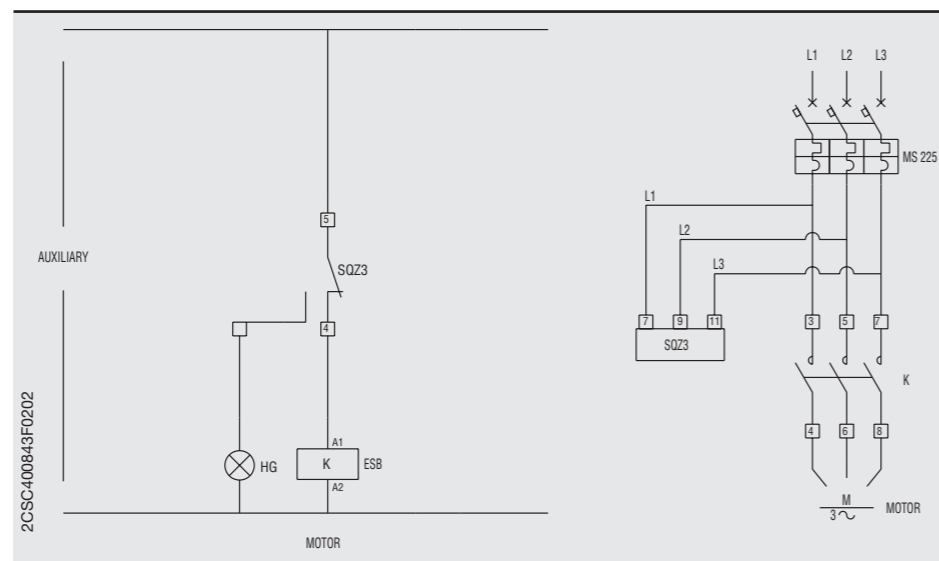 AUXILIARY
2CSC400843F0202
5
SQZ3
4
HG
A1
K
ESB
A2
MOTOR
L1 L2 L3
MS 225
L1
L2
L3
7 9 11
SQZ3
3 5 7
K
4 6 8
M
3
MOTOR